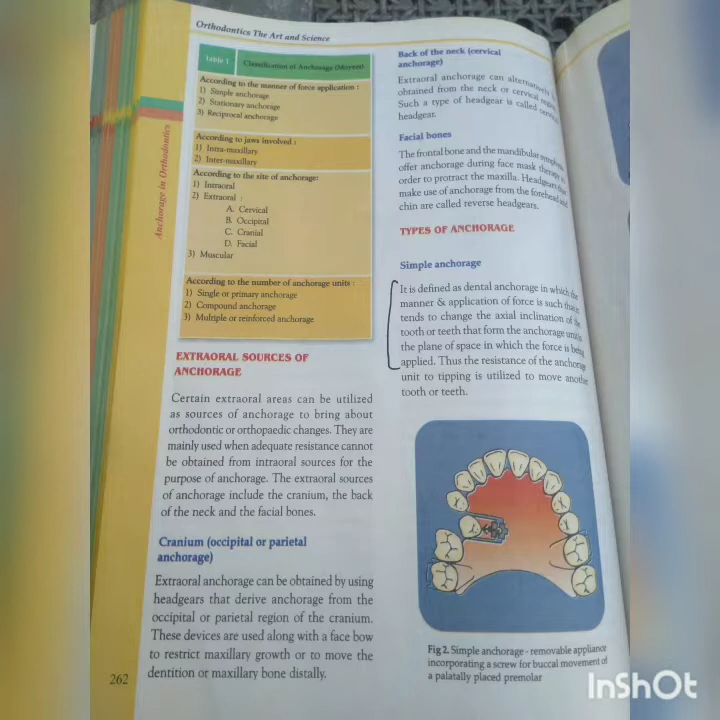 Orthodontics The Art and Science
Table 1 Classification of Anchorage (Moyers)
According to the manner of force application :
1) Simple anchorage
2) Stationary anchorage
3) Reciprocal anchorage
According to jaws involved :
1) Intra-maxillary
2) Inter-maxillary
According to the site of anchorage:
1) Intraoral
2) Extraoral :
A. Cervical
B. Occipital
C. Cranial
D. Facial
3) Muscular
According to the number of anchorage units :
1) Single or primary anchorage
2) Compound anchorage
3) Multiple or reinforced anchorage
EXTRAORAL SOURCES OF
ANCHORAGE
Certain extraoral areas can be utilized
as sources of anchorage to bring about
orthodontic or orthopaedic changes. They are
mainly used when adequate resistance cannot
be obtained from intraoral sources for the
purpose of anchorage. The extraoral sources
of anchorage include the cranium, the back
of the neck and the facial bones.
Cranium (occipital or parietal
anchorage)
Extraoral anchorage can be obtained by using
headgears that derive anchorage from the
occipital or parietal region of the cranium.
These devices are used along with a face bow
to restrict maxillary growth or to move the
dentition or maxillary bone distally.
Back of the neck (cervical
anchorage)
Extraoral anchorage can alternatively be
obtained from the neck or cervical region.
Such a type of headgear is called cervical
headgear.
Facial bones
The frontal bone and the mandibular symphysis
offer anchorage during face mask therapy in
order to protract the maxilla. Headgears that
make use of anchorage from the forehead and
chin are called reverse headgears.
TYPES OF ANCHORAGE
Simple anchorage
It is defined as dental anchorage in which the
manner & application of force is such that it
tends to change the axial inclination of the
tooth or teeth that form the anchorage unit in
the plane of space in which the force is being
applied. Thus the resistance of the anchorage
unit to tipping is utilized to move another
tooth or teeth.
Fig 2. Simple anchorage - removable appliance
incorporating a screw for buccal movement of
a palatally placed premolar
Anchorage in Orthodontics
262
InShOt